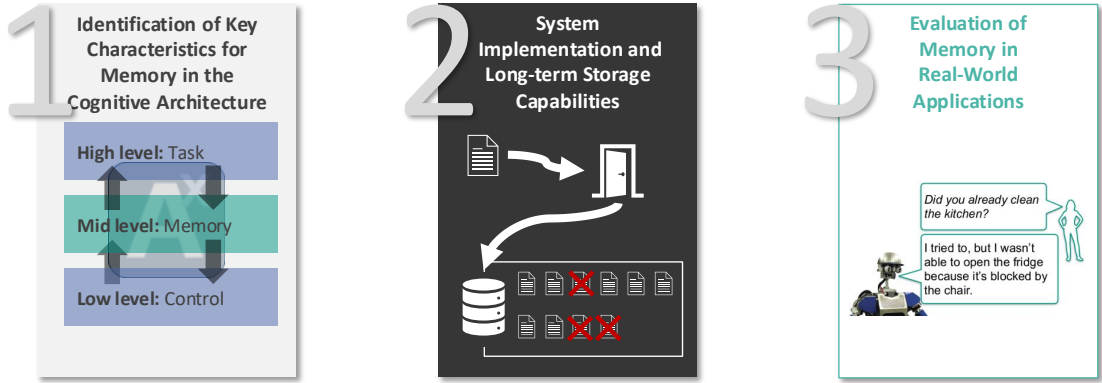 1
Identification of Key
Characteristics for
Memory in the
Cognitive Architecture
High level: Task
Mid level: Memory
Low level: Control
AX
2
System
Implementation and
Long-term Storage
Capabilities
3
Evaluation of
Memory in
Real-World
Applications
Did you already clean
the kitchen?
I tried to, but I wasn't
able to open the fridge
because it's blocked by
the chair.